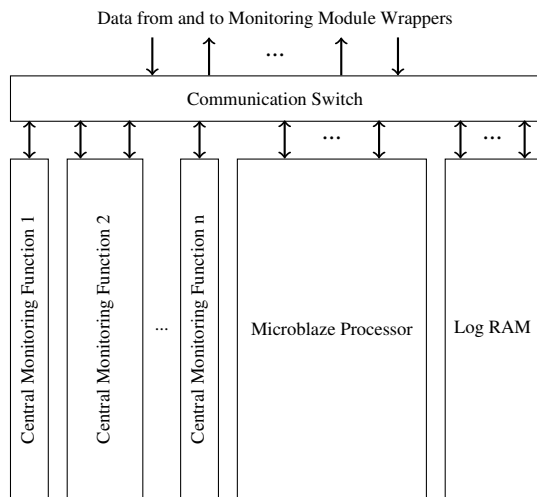 Data from and to Monitoring Module Wrappers
...
Communication Switch
... ...
Central Monitoring Function 1
Central Monitoring Function 2
...
Central Monitoring Function n
Microblaze Processor
Log RAM